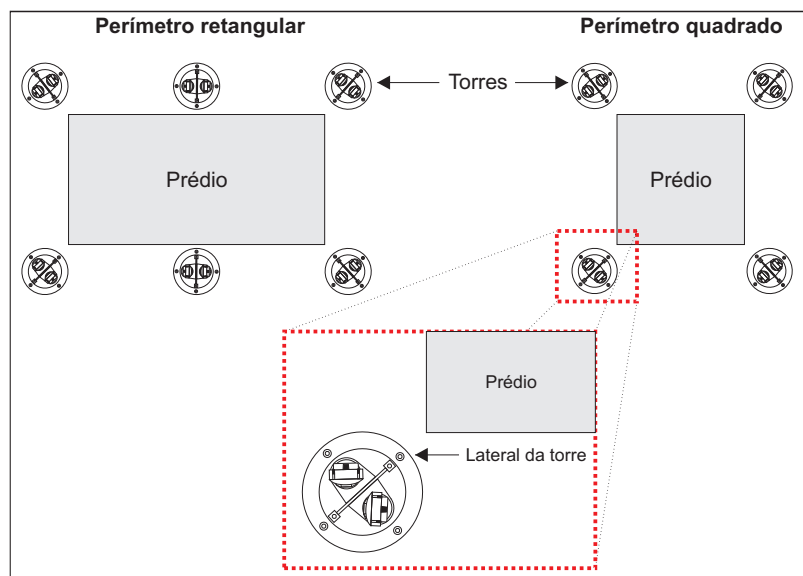 Perímetro retangular
Perímetro quadrado
Torres
Prédio
Prédio
Prédio
Lateral da torre